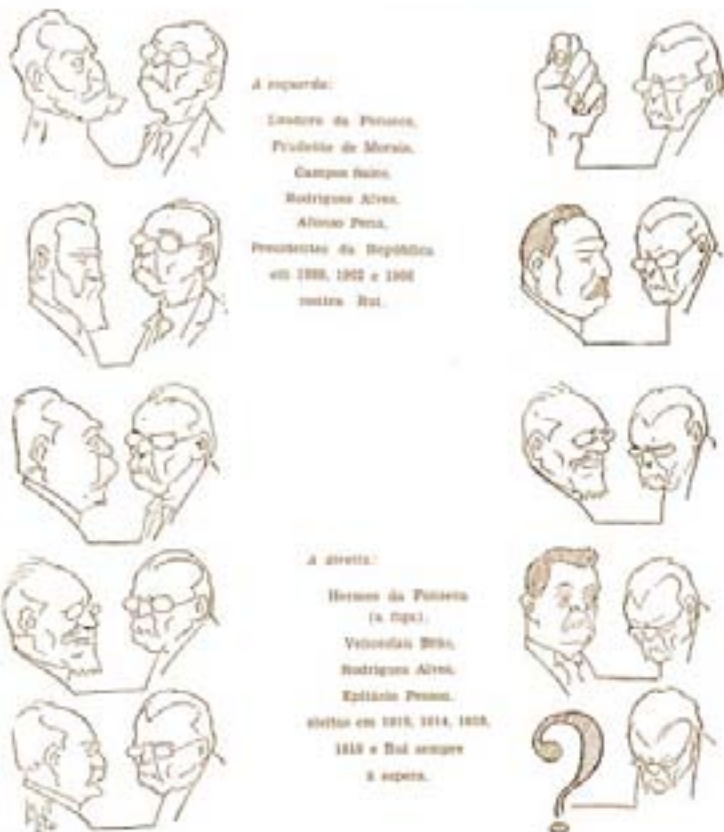 À esquerda:
Deodoro da Fonseca,
Prudente de Morais,
Campos Sales,
Rodrigues Alves,
Afonso Pena,
Presidentes da República
e 1906
Rui.
À direita:
Hermes da Fonseca
(a figa),
Venceslau Brás,
Rodrigues Alves,
Epitácio Pessoa,
eleitos em 1910, 1914, 1918,
1919 e Rui sempre
à espera.